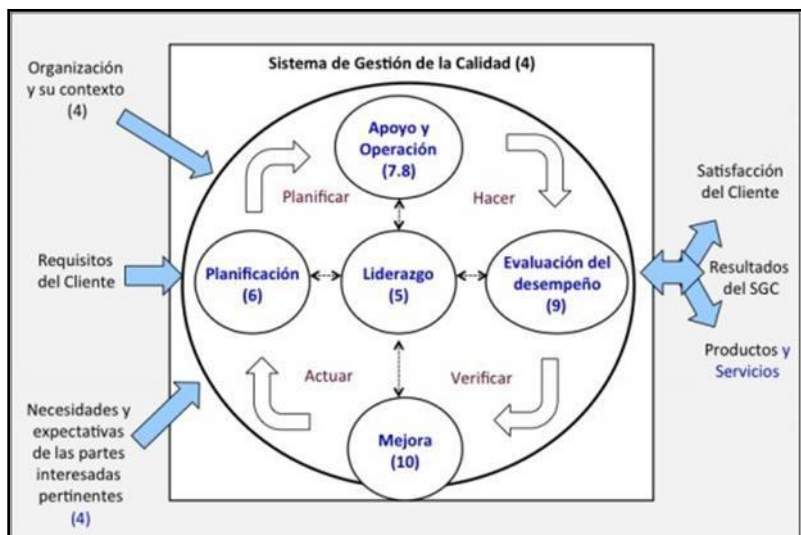 Sistema de Gestión de la Calidad (4)
Organización
y su contexto
(4)
Requisitos
del Cliente
Necesidades y
expectativas
de las partes
interesadas
pertinentes
(4)
Apoyo y
Operación
(7.8)
Planificar
Hacer
Planificación
(6)
Liderazgo
(5)
Evaluación del
desempeño
(9)
Actuar
Verificar
Mejora
(10)
Satisfacción
del Cliente
Resultados
del SGC
Productos y
Servicios